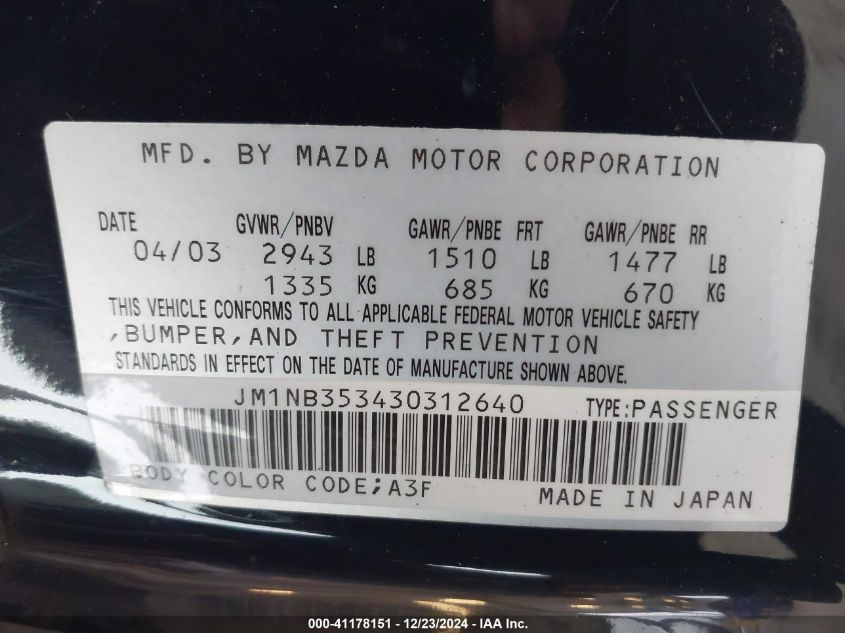 MFD. BY MAZDA MOTOR CORPORATION
DATE GVWR/PNBV GAWR/PNBE FRT GAWR/PNBE RR
04/03 2943 LB 1510 LB 1477 LB
1335 KG 685 KG 670 KG
THIS VEHICLE CONFORMS TO ALL APPLICABLE FEDERAL MOTOR VEHICLE SAFETY
,BUMPER,AND THEFT PREVENTION
STANDARDS IN EFFECT ON THE DATE OF MANUFACTURE SHOWN ABOVE.
JM1NB353430312640 TYPE:PASSENGER
BODY COLOR CODE;A3F
MADE IN JAPAN
000-41178151 - 12/23/2024 - IAAI Inc.